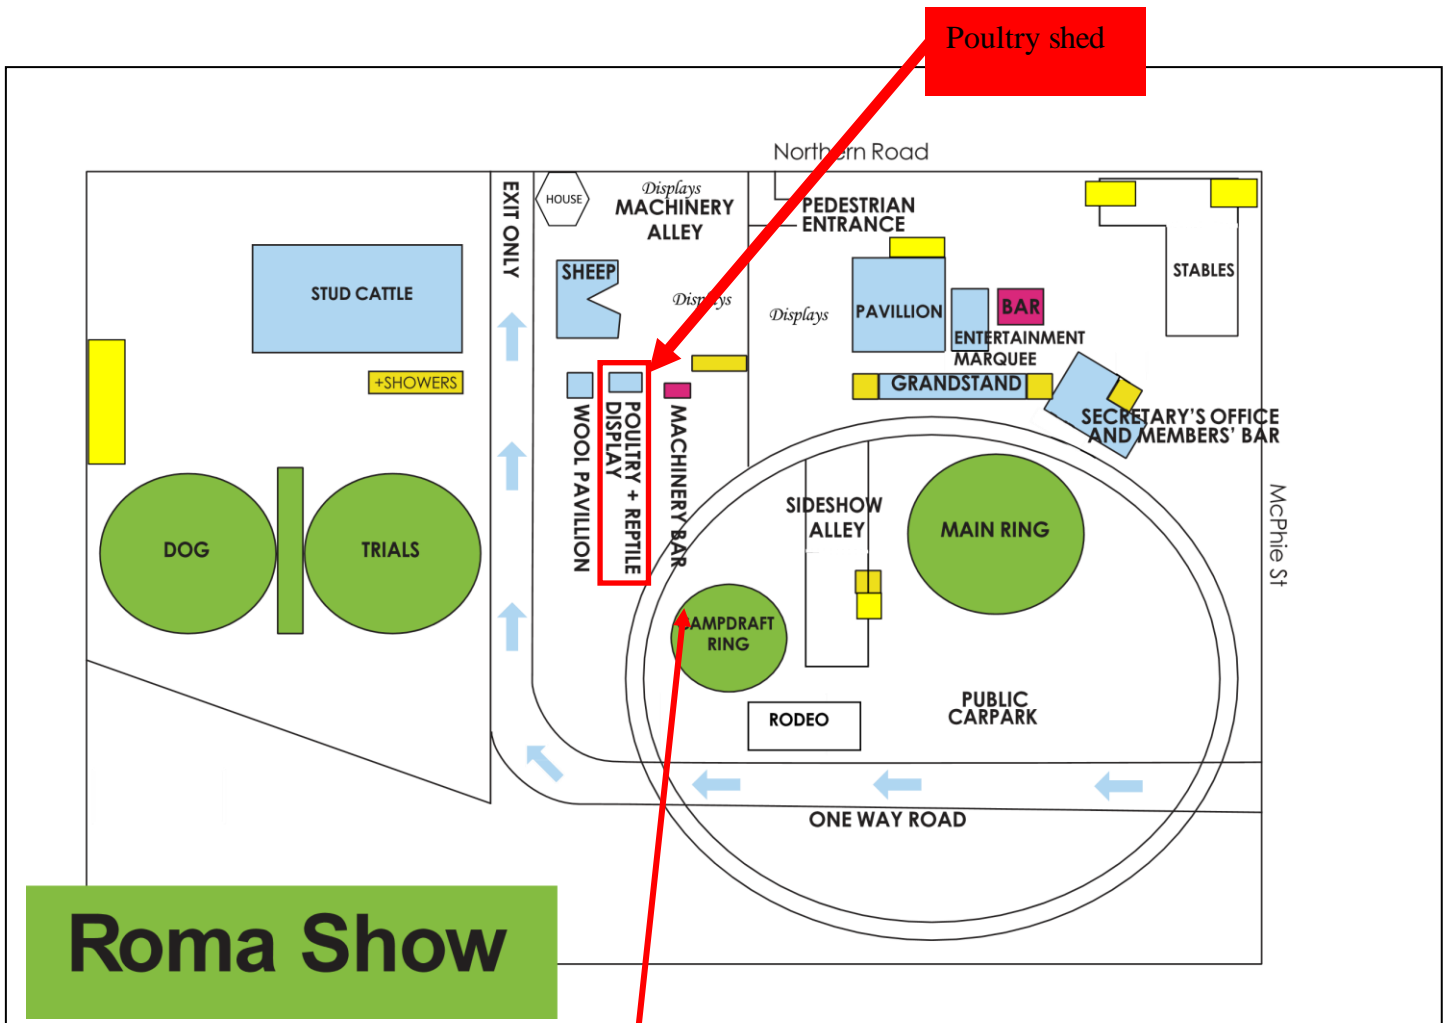 Poultry shed
Northern Road
EXIT ONLY
HOUSE
Displays
MACHINERY
ALLEY
PEDESTRIAN
ENTRANCE
STUD CATTLE
SHEEP
Displays
Displays
PAVILLION
BAR
STABLES
ENTERTAINMENT
MARQUEE
+SHOWERS
GRANDSTAND
SECRETARY'S OFFICE
AND MEMBERS' BAR
WOOL PAVILLION
POULTRY + REPTILE
DISPLAY
MACHINERY BAR
SIDESHOW
ALLEY
MAIN RING
McPhie St
DOG
TRIALS
CAMPDRAFT
RING
RODEO
PUBLIC
CARPARK
ONE WAY ROAD
Roma Show